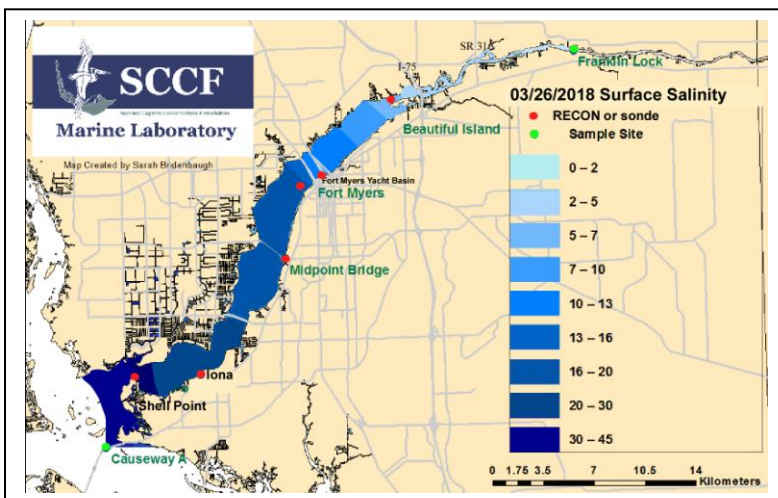 SCCF
Marine Laboratory
Map Created by Sarah Bridenbaugh
I-75
SR 31
Franklin Lock
03/26/2018 Surface Salinity
RECON or sonde
Sample Site
0 – 2
2 – 5
5 – 7
7 – 10
10 – 13
13 – 16
16 – 20
20 – 30
30 – 45
Beautiful Island
Fort Myers Yacht Basin
Fort Myers
Midpoint Bridge
Iona
Shell Point
Causeway A
0 1.75 3.5 7 10.5 14
Kilometers